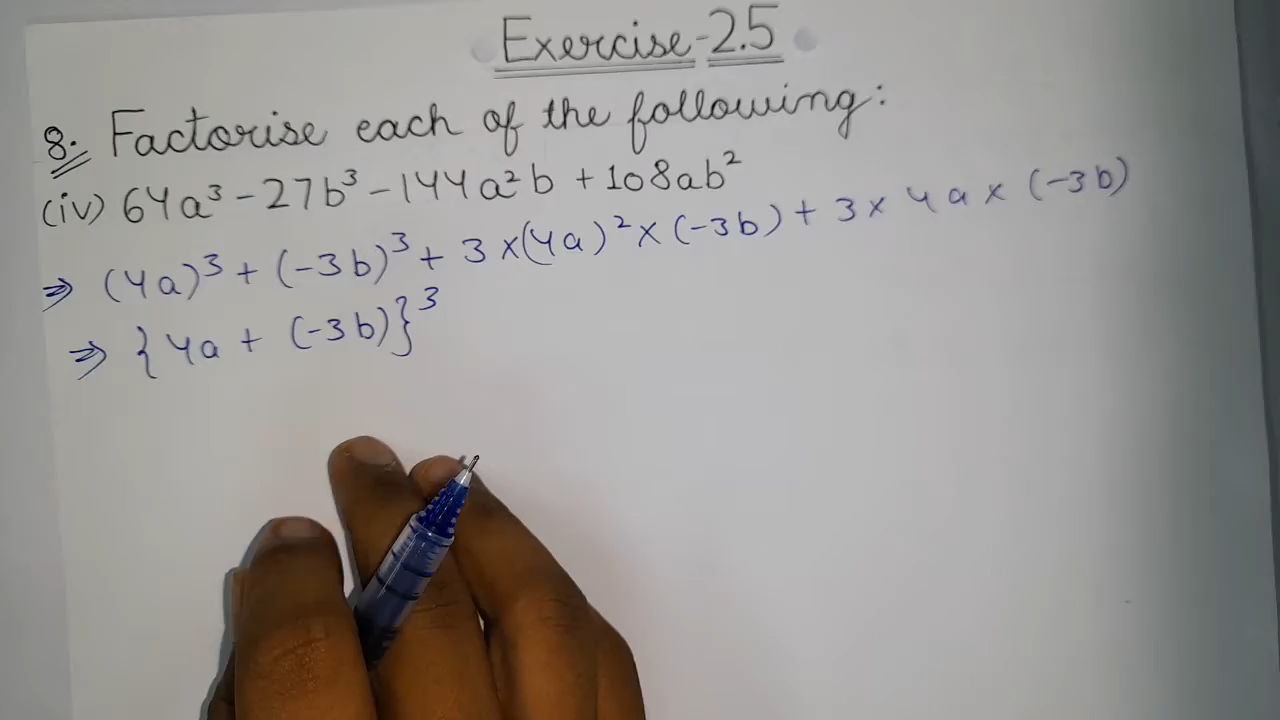 Exercise-2.5
8. Factorise each of the following:
(iv) 64a³ - 27b³ - 144a²b + 108ab²
⇒ (4a)³ + (-3b)³ + 3×(4a)²×(-3b) + 3×4a×(-3b)
⇒ {4a + (-3b)}³